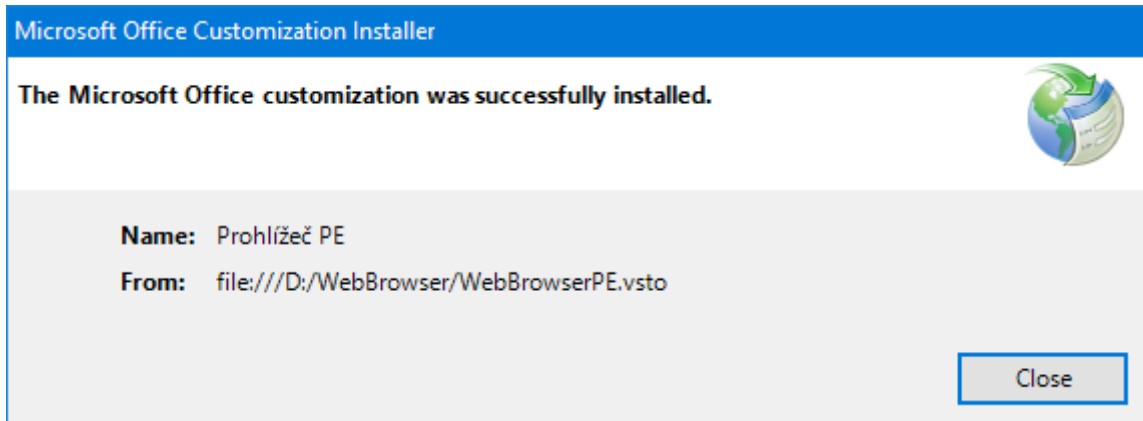 Microsoft Office Customization Installer
The Microsoft Office customization was successfully installed.
Name: Prohlížeč PE
From: file:///D:/WebBrowser/WebBrowserPE.vsto
Close